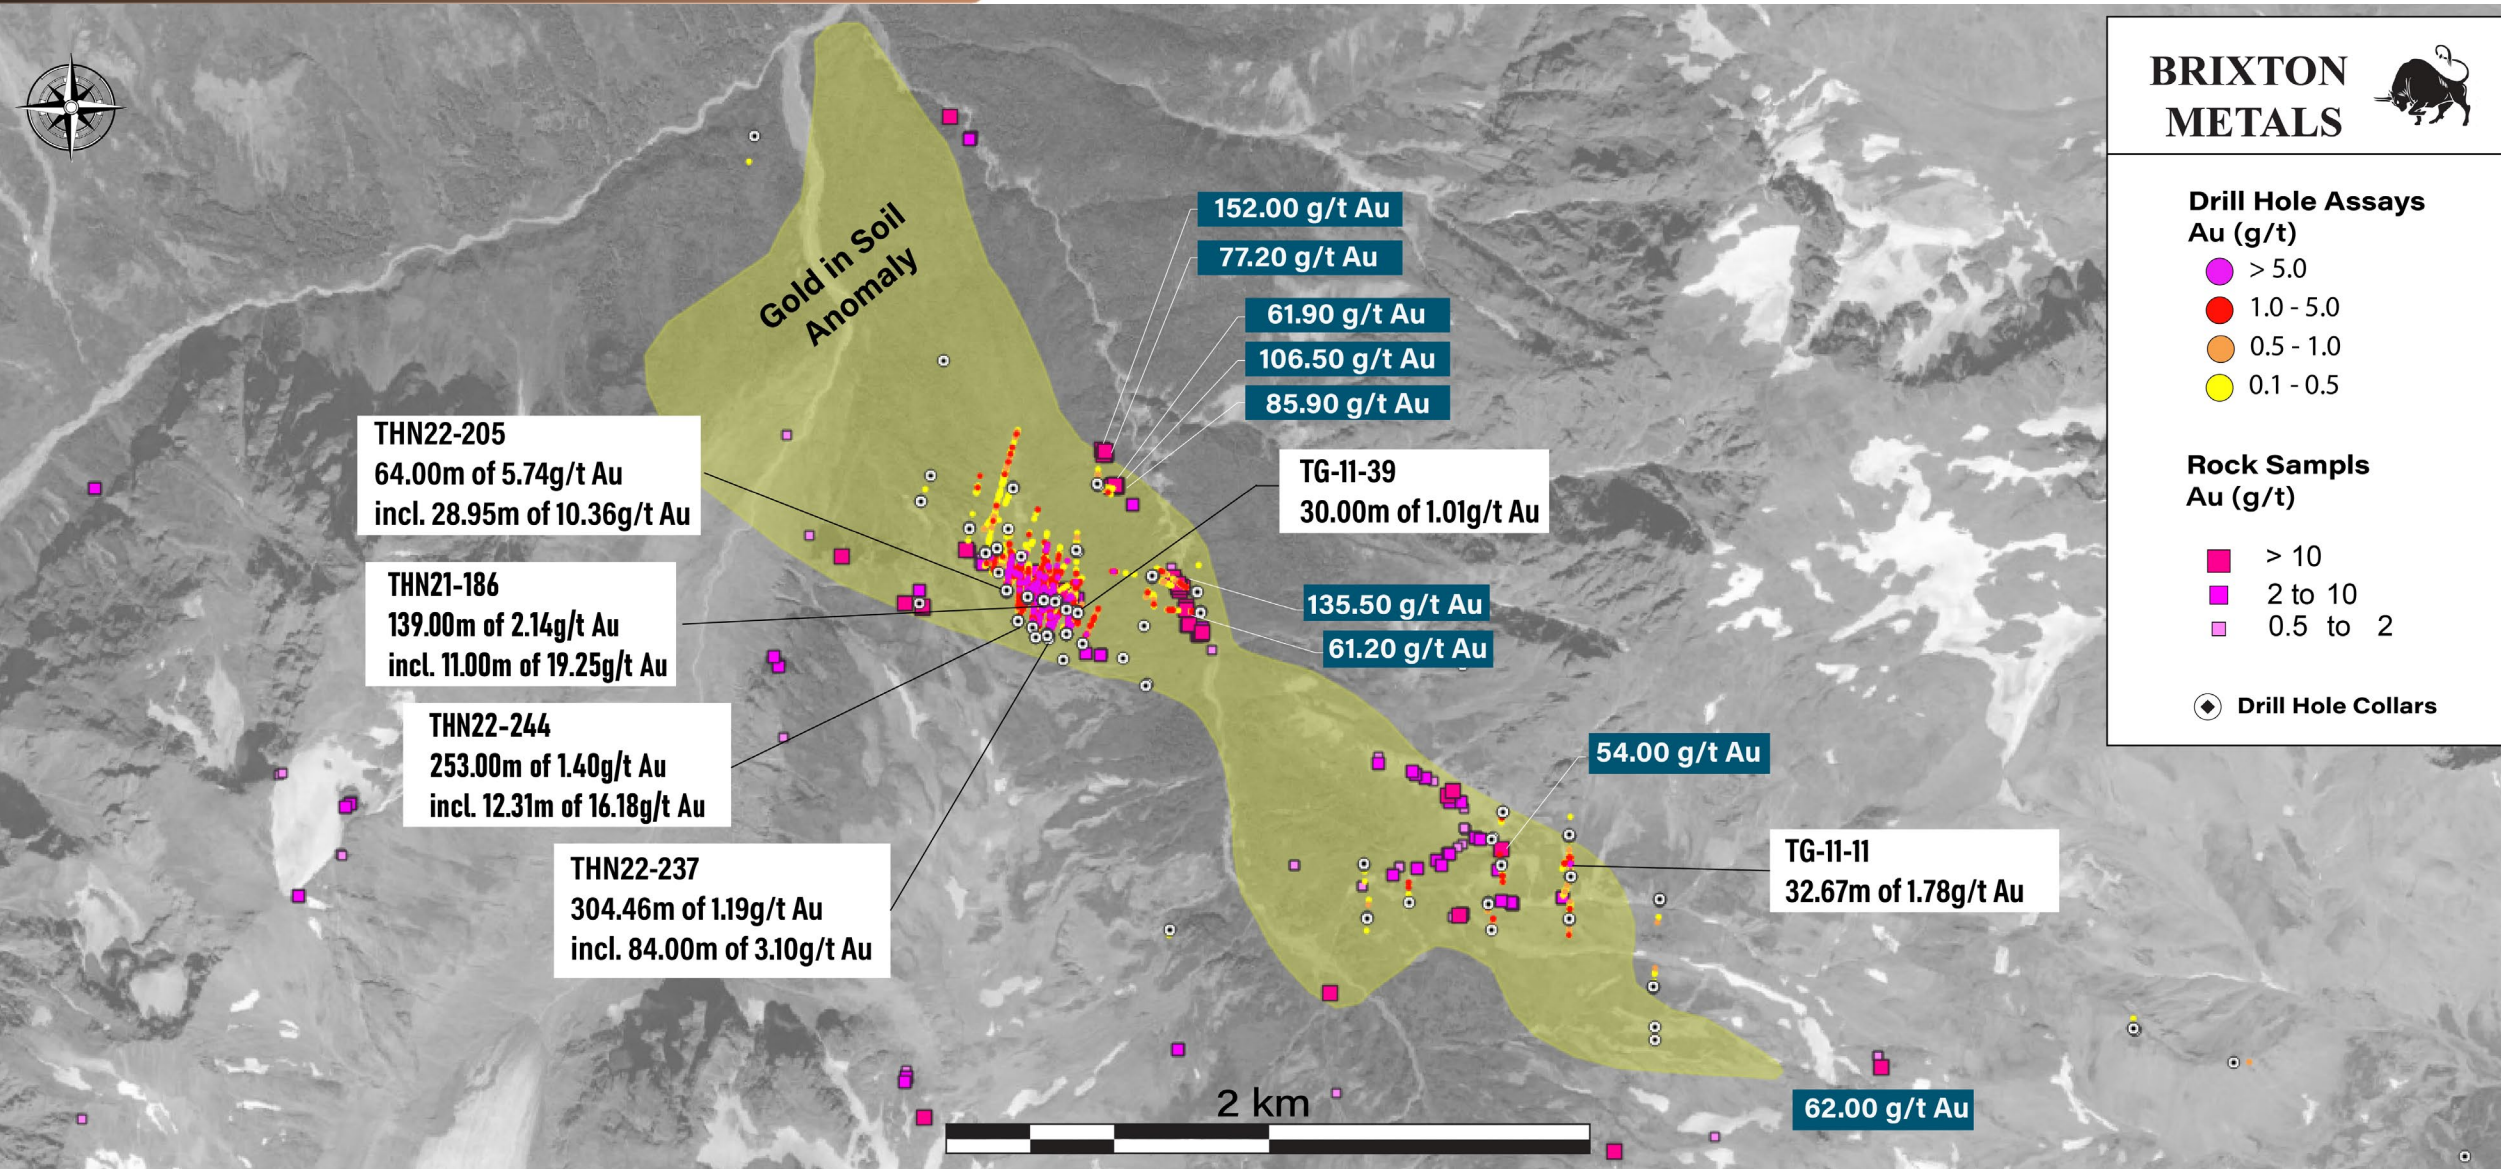 BRIXTON
METALS
Drill Hole Assays
Au (g/t)
> 5.0
1.0 - 5.0
0.5 - 1.0
0.1 - 0.5
Rock Sampls
Au (g/t)
> 10
2 to 10
0.5 to 2
Drill Hole Collars
Gold in Soil
Anomaly
152.00 g/t Au
77.20 g/t Au
61.90 g/t Au
106.50 g/t Au
85.90 g/t Au
THN22-205
64.00m of 5.74g/t Au
incl. 28.95m of 10.36g/t Au
TG-11-39
30.00m of 1.01g/t Au
THN21-186
139.00m of 2.14g/t Au
incl. 11.00m of 19.25g/t Au
135.50 g/t Au
61.20 g/t Au
THN22-244
253.00m of 1.40g/t Au
incl. 12.31m of 16.18g/t Au
54.00 g/t Au
THN22-237
304.46m of 1.19g/t Au
incl. 84.00m of 3.10g/t Au
TG-11-11
32.67m of 1.78g/t Au
62.00 g/t Au
2 km